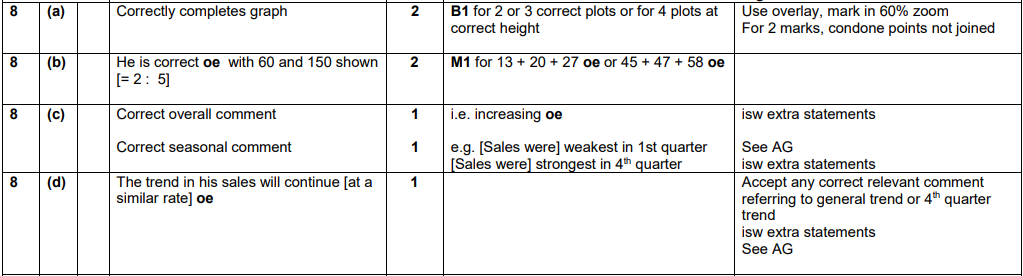 8 (a) Correctly completes graph 2 B1 for 2 or 3 correct plots or for 4 plots at Use overlay, mark in 60% zoom
correct height For 2 marks, condone points not joined
8 (b) He is correct oe with 60 and 150 shown 2 M1 for 13 + 20 + 27 oe or 45 + 47 + 58 oe
[= 2 : 5]
8 (c) Correct overall comment 1 i.e. increasing oe isw extra statements
Correct seasonal comment 1 e.g. [Sales were] weakest in 1st quarter See AG
[Sales were] strongest in 4th quarter isw extra statements
8 (d) The trend in his sales will continue [at a 1 Accept any correct relevant comment
similar rate] oe referring to general trend or 4th quarter
trend
isw extra statements
See AG